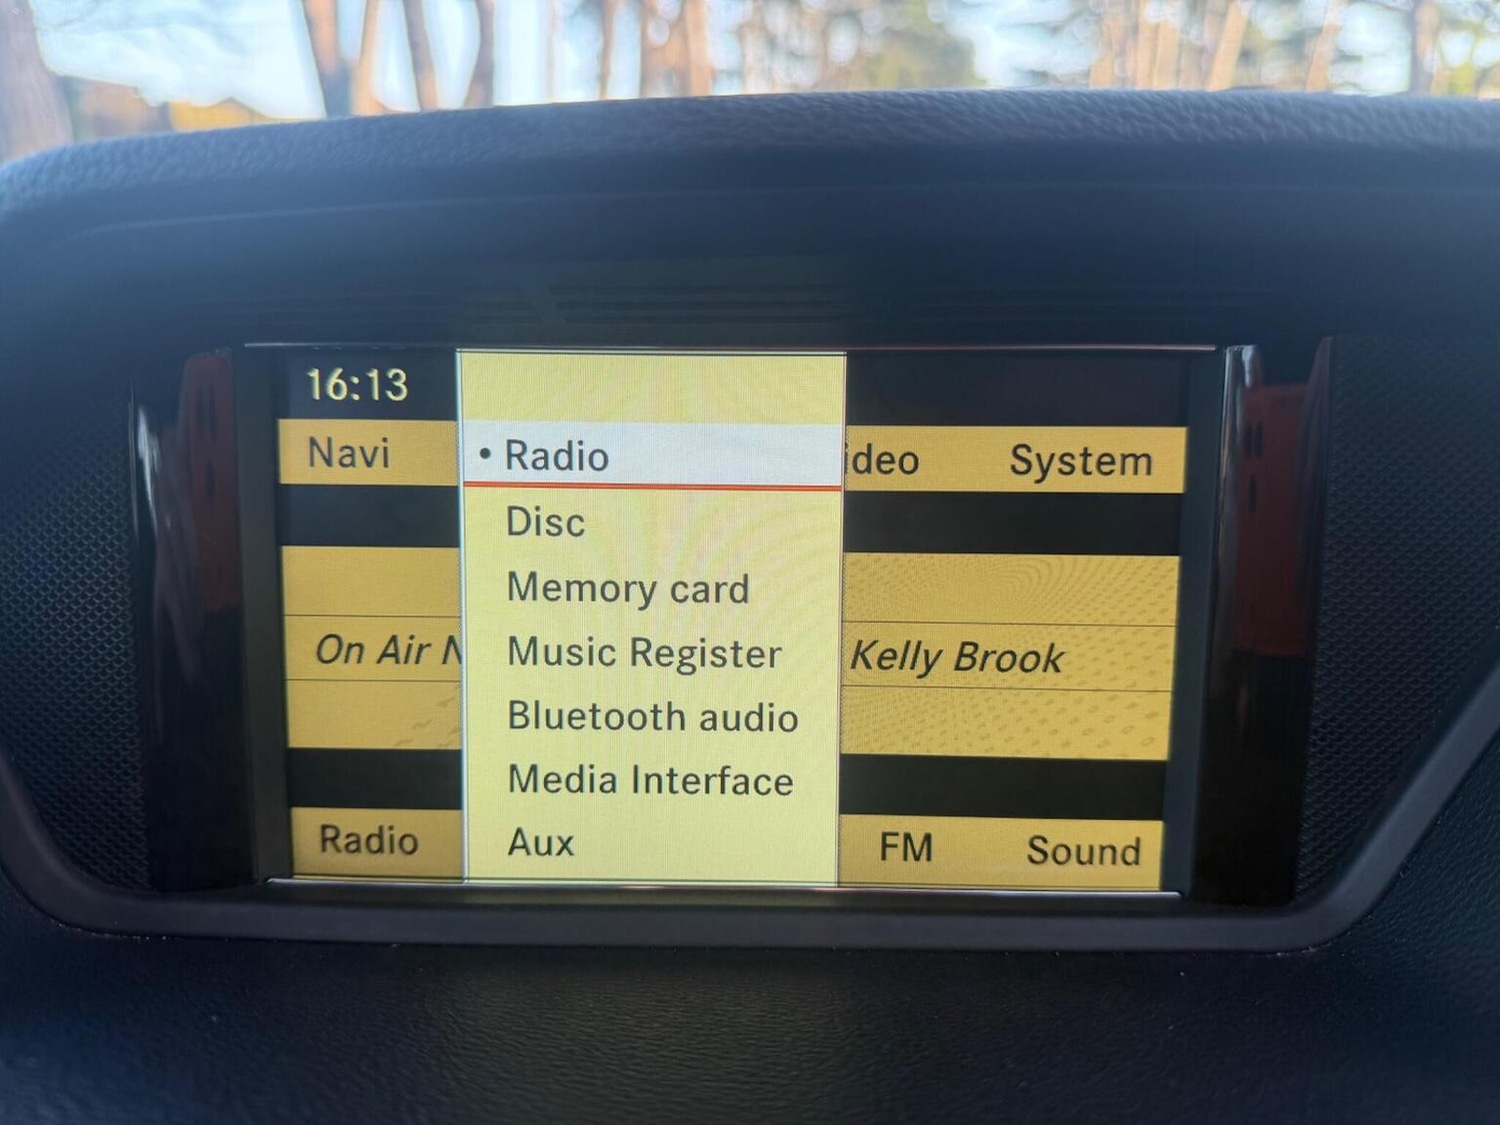 16:13
Navi
ideo
System
• Radio
Disc
Memory card
Music Register
Bluetooth audio
Media Interface
Aux
On Air N
Kelly Brook
Radio
FM
Sound